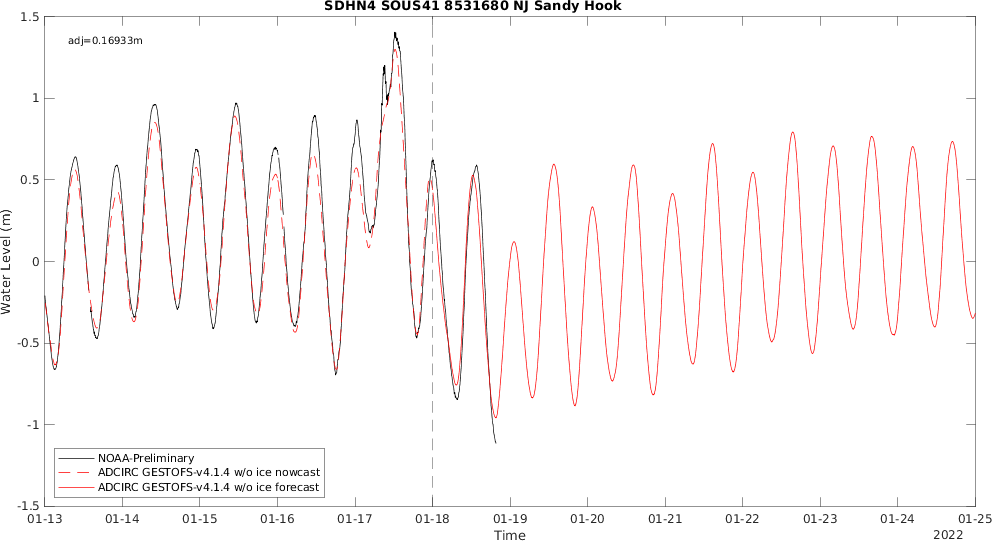 SDHN4 SOUS41 8531680 NJ Sandy Hook
adj=0.16933m
1.5
1
0.5
0
-0.5
-1
-1.5
Water Level (m)
NOAA-Preliminary
ADCIRC GESTOFS-v4.1.4 w/o ice nowcast
ADCIRC GESTOFS-v4.1.4 w/o ice forecast
01-13 01-14 01-15 01-16 01-17 01-18 01-19 01-20 01-21 01-22 01-23 01-24 01-25
Time
2022